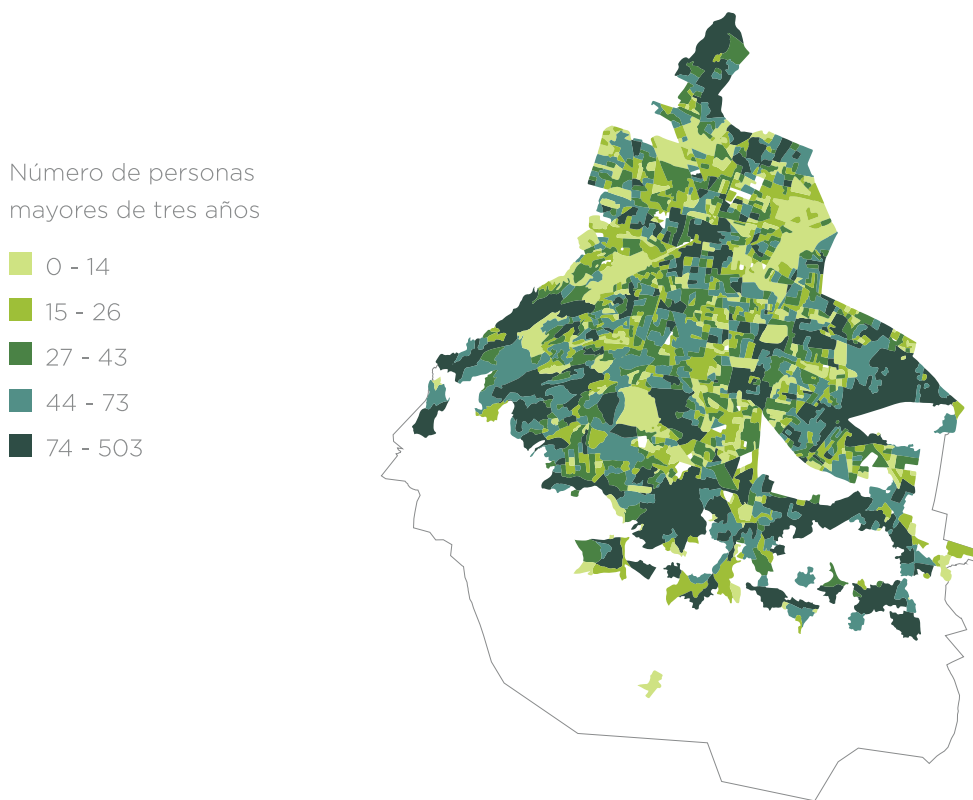 Número de personas
mayores de tres años
0 - 14
15 - 26
27 - 43
44 - 73
74 - 503